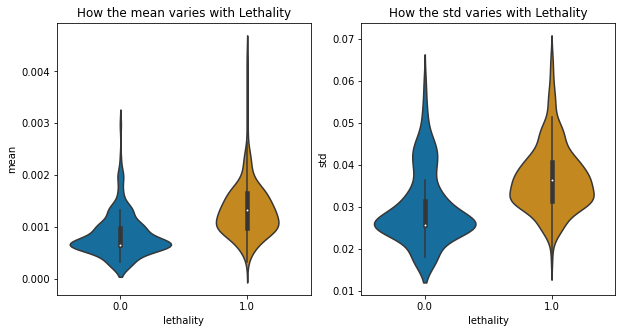 How the mean varies with Lethality
mean
0.004
0.003
0.002
0.001
0.000
0.0
1.0
lethality
How the std varies with Lethality
std
0.07
0.06
0.05
0.04
0.03
0.02
0.01
0.0
1.0
lethality